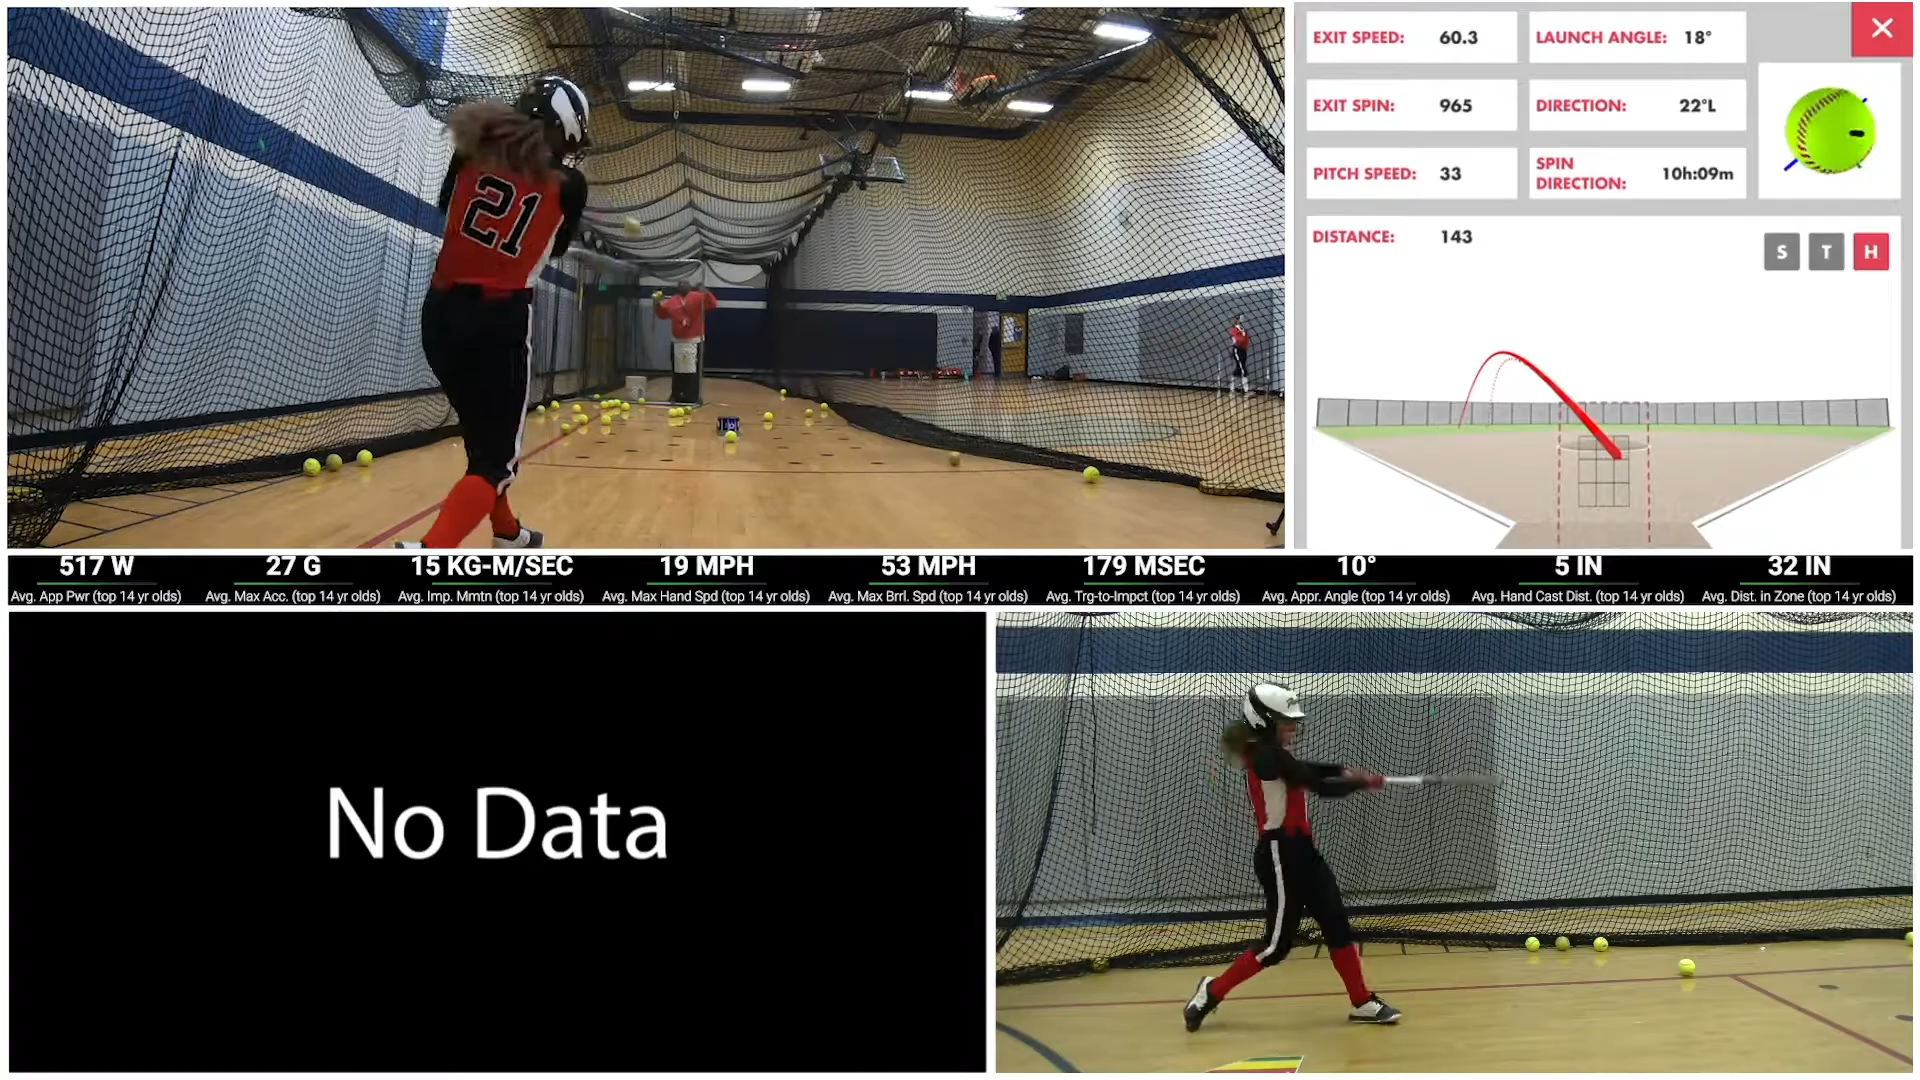 21
EXIT SPEED: 60.3
LAUNCH ANGLE: 18°
EXIT SPIN: 965
DIRECTION: 22°L
PITCH SPEED: 33
SPIN DIRECTION: 10h:09m
DISTANCE: 143
S T H
517 W
Avg. App Pwr (top 14 yr olds)
27 G
Avg. Max Acc. (top 14 yr olds)
15 KG-M/SEC
Avg. Imp. Mmtn (top 14 yr olds)
19 MPH
Avg. Max Hand Spd (top 14 yr olds)
53 MPH
Avg. Max Brrl. Spd (top 14 yr olds)
179 MSEC
Avg. Trg-to-Impct (top 14 yr olds)
10°
Avg. Appr. Angle (top 14 yr olds)
5 IN
Avg. Hand Cast Dist. (top 14 yr olds)
32 IN
Avg. Dist. in Zone (top 14 yr olds)
No Data